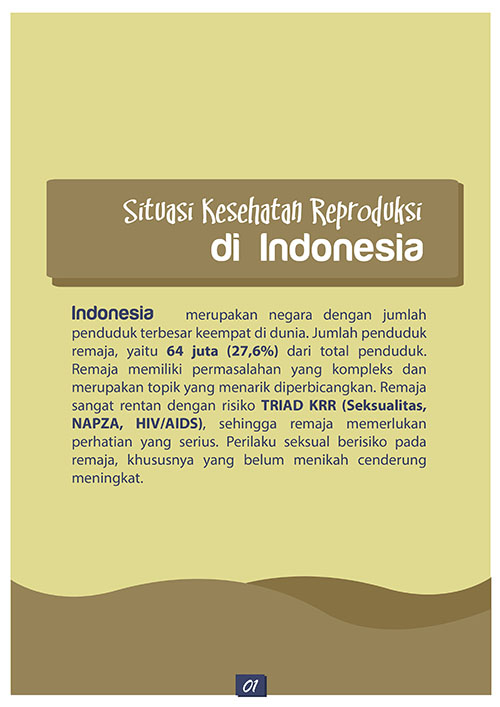 Situasi Kesehatan Reproduksi
di Indonesia
Indonesia merupakan negara dengan jumlah
penduduk terbesar keempat di dunia. Jumlah penduduk
remaja, yaitu 64 juta (27,6%) dari total penduduk.
Remaja memiliki permasalahan yang kompleks dan
merupakan topik yang menarik diperbicangkan. Remaja
sangat rentan dengan risiko TRIAD KRR (Seksualitas,
NAPZA, HIV/AIDS), sehingga remaja memerlukan
perhatian yang serius. Perilaku seksual berisiko pada
remaja, khususnya yang belum menikah cenderung
meningkat.
01